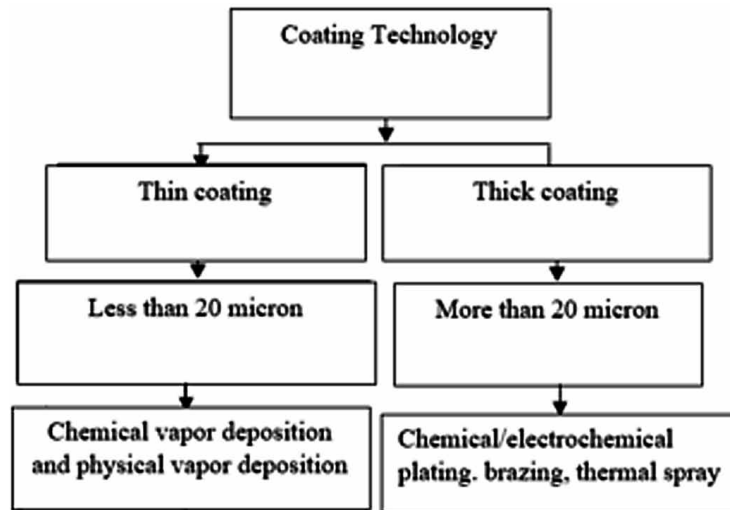 Coating Technology
Thin coating
Thick coating
Less than 20 micron
More than 20 micron
Chemical vapor deposition
and physical vapor deposition
Chemical/electrochemical
plating. brazing, thermal spray